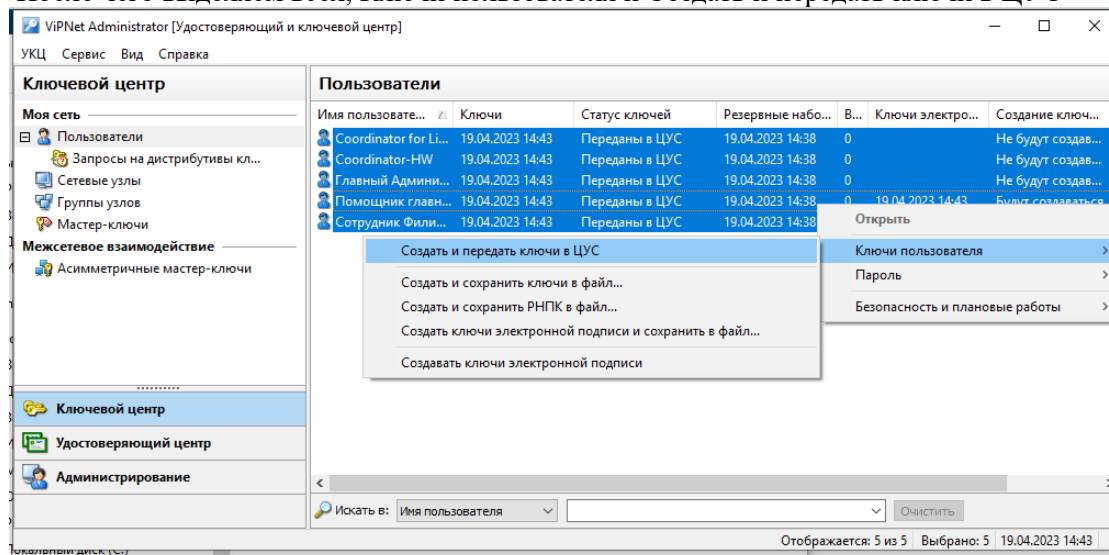 ViPNet Administrator [Удостоверяющий и ключевой центр]
УКЦ Сервис Вид Справка
Ключевой центр
Моя сеть
Пользователи
Запросы на дистрибутивы кл...
Сетевые узлы
Группы узлов
Мастер-ключи
Межсетевое взаимодействие
Асимметричные мастер-ключи
Ключевой центр
Удостоверяющий центр
Администрирование
Пользователи
Имя пользовате... Ключи Статус ключей Резервные набо... В... Ключи электро... Создание ключ...
Coordinator for Li... 19.04.2023 14:43 Переданы в ЦУС 19.04.2023 14:38 0 Не будут создав...
Coordinator-HW 19.04.2023 14:43 Переданы в ЦУС 19.04.2023 14:38 0 Не будут создав...
Главный Админи... 19.04.2023 14:43 Переданы в ЦУС 19.04.2023 14:38 0 Не будут создав...
Помощник главн... 19.04.2023 14:43 Переданы в ЦУС 19.04.2023 14:38 0 19.04.2023 14:43 Будут создаваться
Сотрудник Фили... 19.04.2023 14:43 Переданы в ЦУС 19.04.2023 14:38
Открыть
Ключи пользователя
Пароль
Безопасность и плановые работы
Создать и передать ключи в ЦУС
Создать и сохранить ключи в файл...
Создать и сохранить РНПК в файл...
Создать ключи электронной подписи и сохранить в файл...
Создавать ключи электронной подписи
Искать в: Имя пользователя Очистить
Отображается: 5 из 5 Выбрано: 5 19.04.2023 14:43